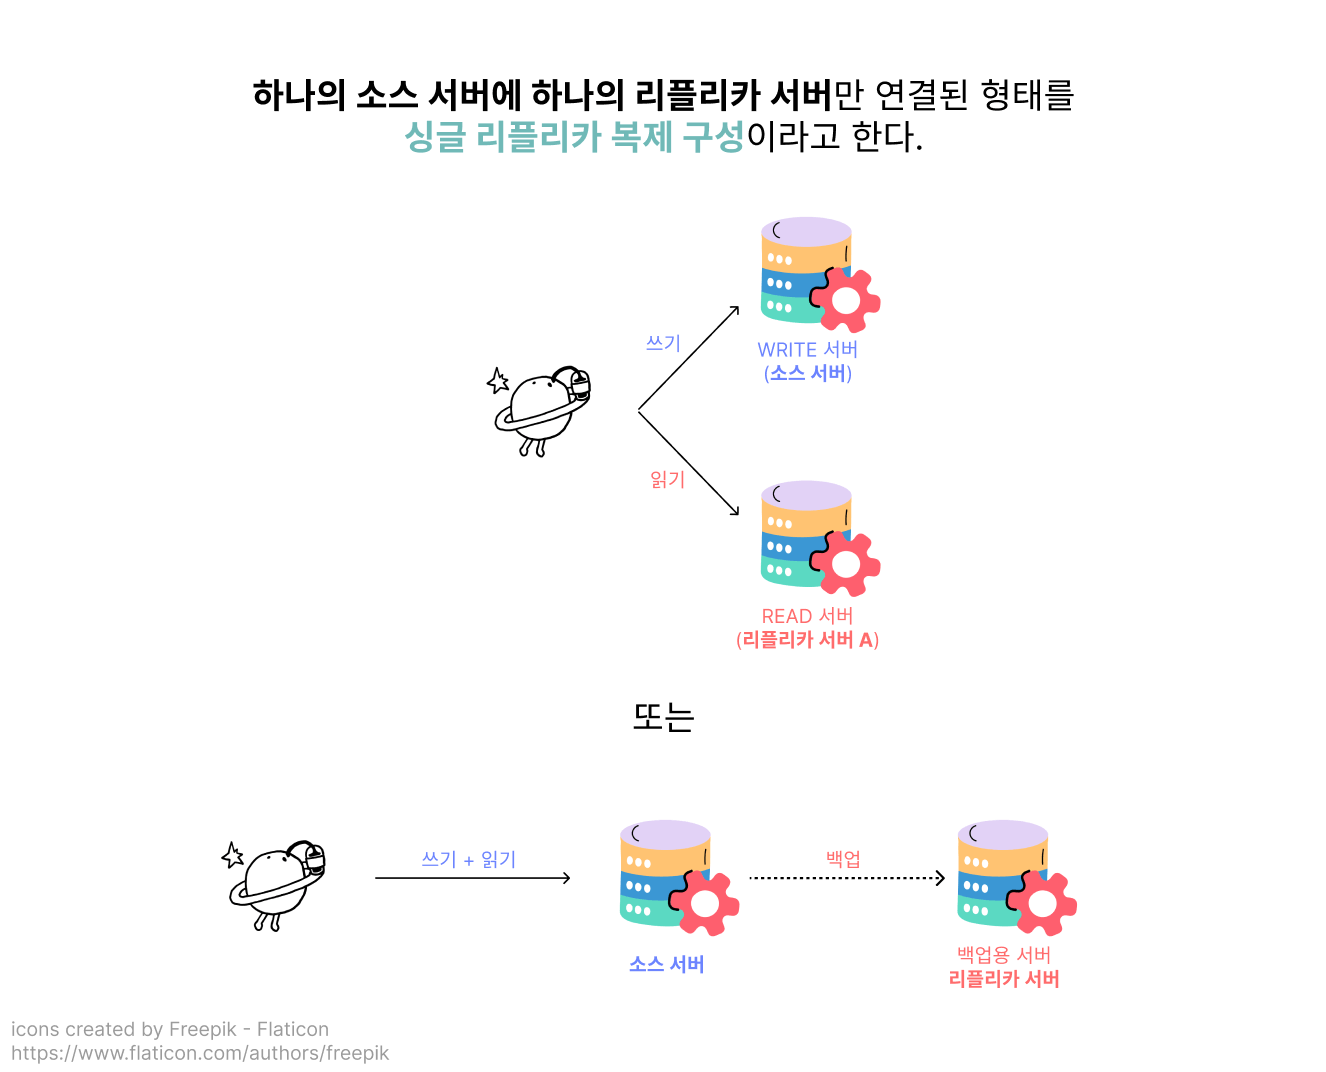 하나의 소스 서버에 하나의 리플리카 서버만 연결된 형태를
싱글 리플리카 복제 구성이라고 한다.
쓰기
WRITE 서버
(소스 서버)
읽기
READ 서버
(리플리카 서버 A)
또는
쓰기 + 읽기
백업
소스 서버
백업용 서버
리플리카 서버
icons created by Freepik - Flaticon
https://www.flaticon.com/authors/freepik